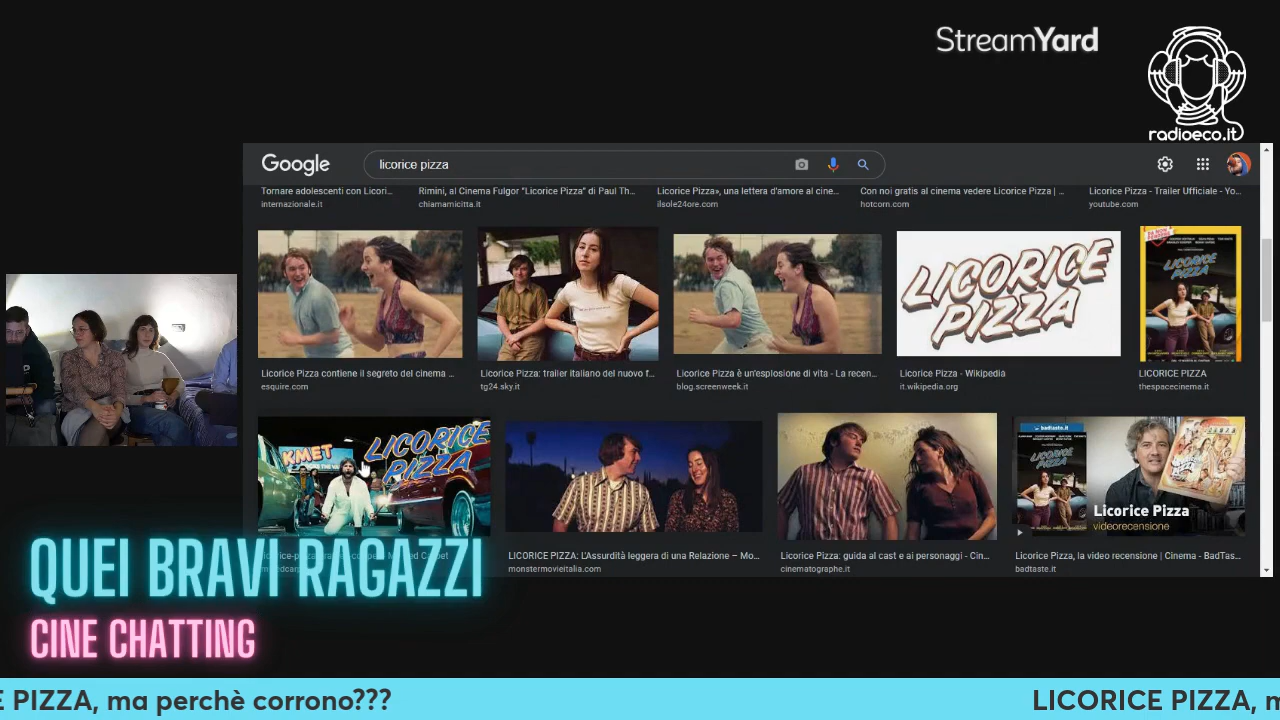 StreamYard
radioeco.it
Google
licorice pizza
Tornare adolescenti con Licori...
internazionale.it
Rimini, al Cinema Fulgor "Licorice Pizza" di Paul Th...
chiamamicitta.it
Licorice Pizza», una lettera d'amore al cine...
ilsole24ore.com
Con noi gratis al cinema vedere Licorice Pizza | ...
hotcorn.com
Licorice Pizza - Trailer Ufficiale - Yo...
youtube.com
LICORICE
PIZZA
LICORICE
PIZZA
Licorice Pizza contiene il segreto del cinema ...
esquire.com
Licorice Pizza: trailer italiano del nuovo f...
tg24.sky.it
Licorice Pizza è un'esplosione di vita - La recen...
blog.screenweek.it
Licorice Pizza - Wikipedia
it.wikipedia.org
LICORICE PIZZA
thespacecinema.it
KMET
LICORICE
PIZZA
badtaste.it
LICORICE
PIZZA
Licorice Pizza
videorecensione
LICORICE PIZZA: L'Assurdità leggera di una Relazione – Mo...
monstermovieitalia.com
Licorice Pizza: guida al cast e ai personaggi - Cin...
cinematographe.it
Licorice Pizza, la video recensione | Cinema - BadTas...
badtaste.it
QUEI BRAVI RAGAZZI
CINE CHATTING
E PIZZA, ma perchè corrono???
LICORICE PIZZA, m